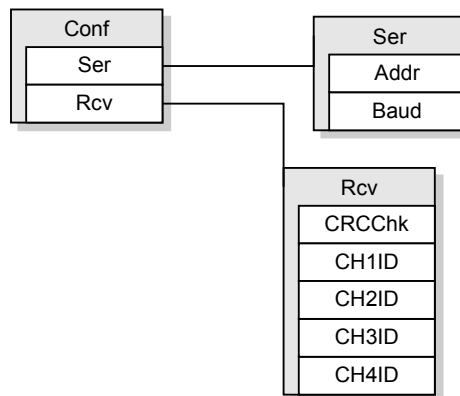 Conf
Ser
Rcv
Ser
Addr
Baud
Rcv
CRCChk
CH1ID
CH2ID
CH3ID
CH4ID